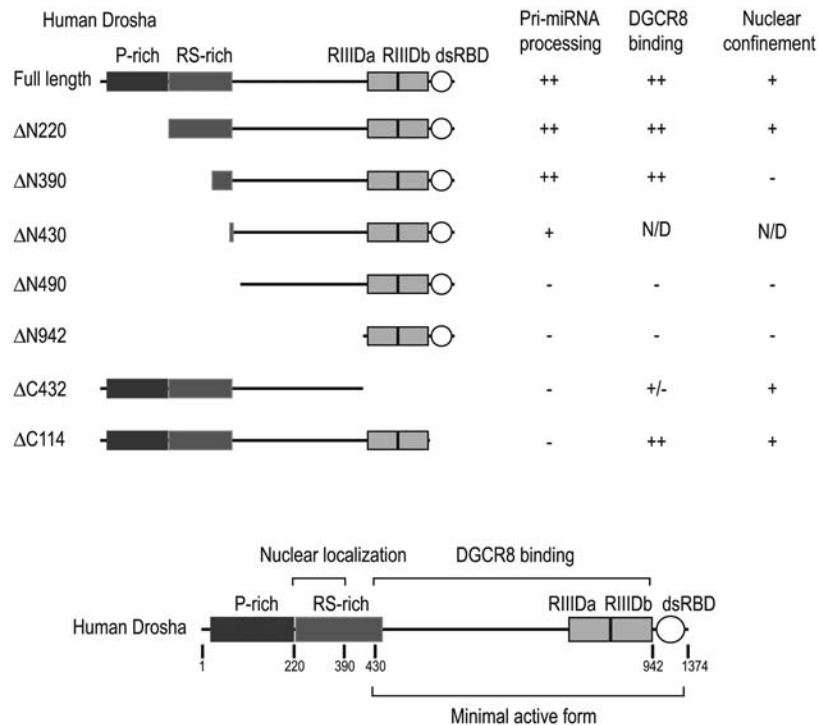 Human Drosha
P-rich RS-rich RIIIDa RIIIDb dsRBD
Pri-miRNA processing DGCR8 binding Nuclear confinement
Full length ++ ++ +
ΔN220 ++ ++ +
ΔN390 ++ ++ -
ΔN430 + N/D N/D
ΔN490 - - -
ΔN942 - - -
ΔC432 - +/- +
ΔC114 - ++ +
Nuclear localization DGCR8 binding
P-rich RS-rich RIIIDa RIIIDb dsRBD
Human Drosha
1 220 390 430 942 1374
Minimal active form